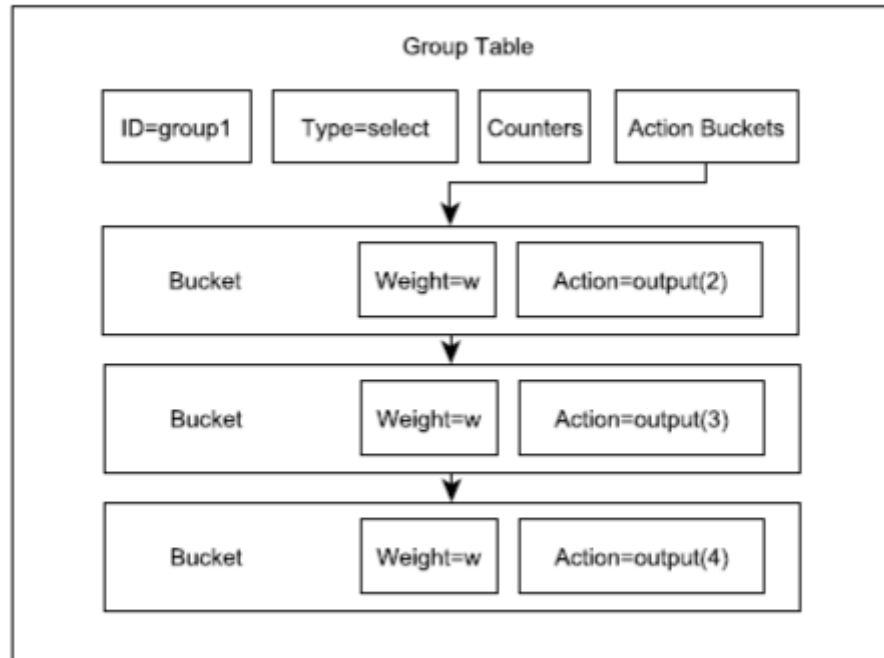 Group Table
ID=group1 Type=select Counters Action Buckets
Bucket Weight=w Action=output(2)
Bucket Weight=w Action=output(3)
Bucket Weight=w Action=output(4)